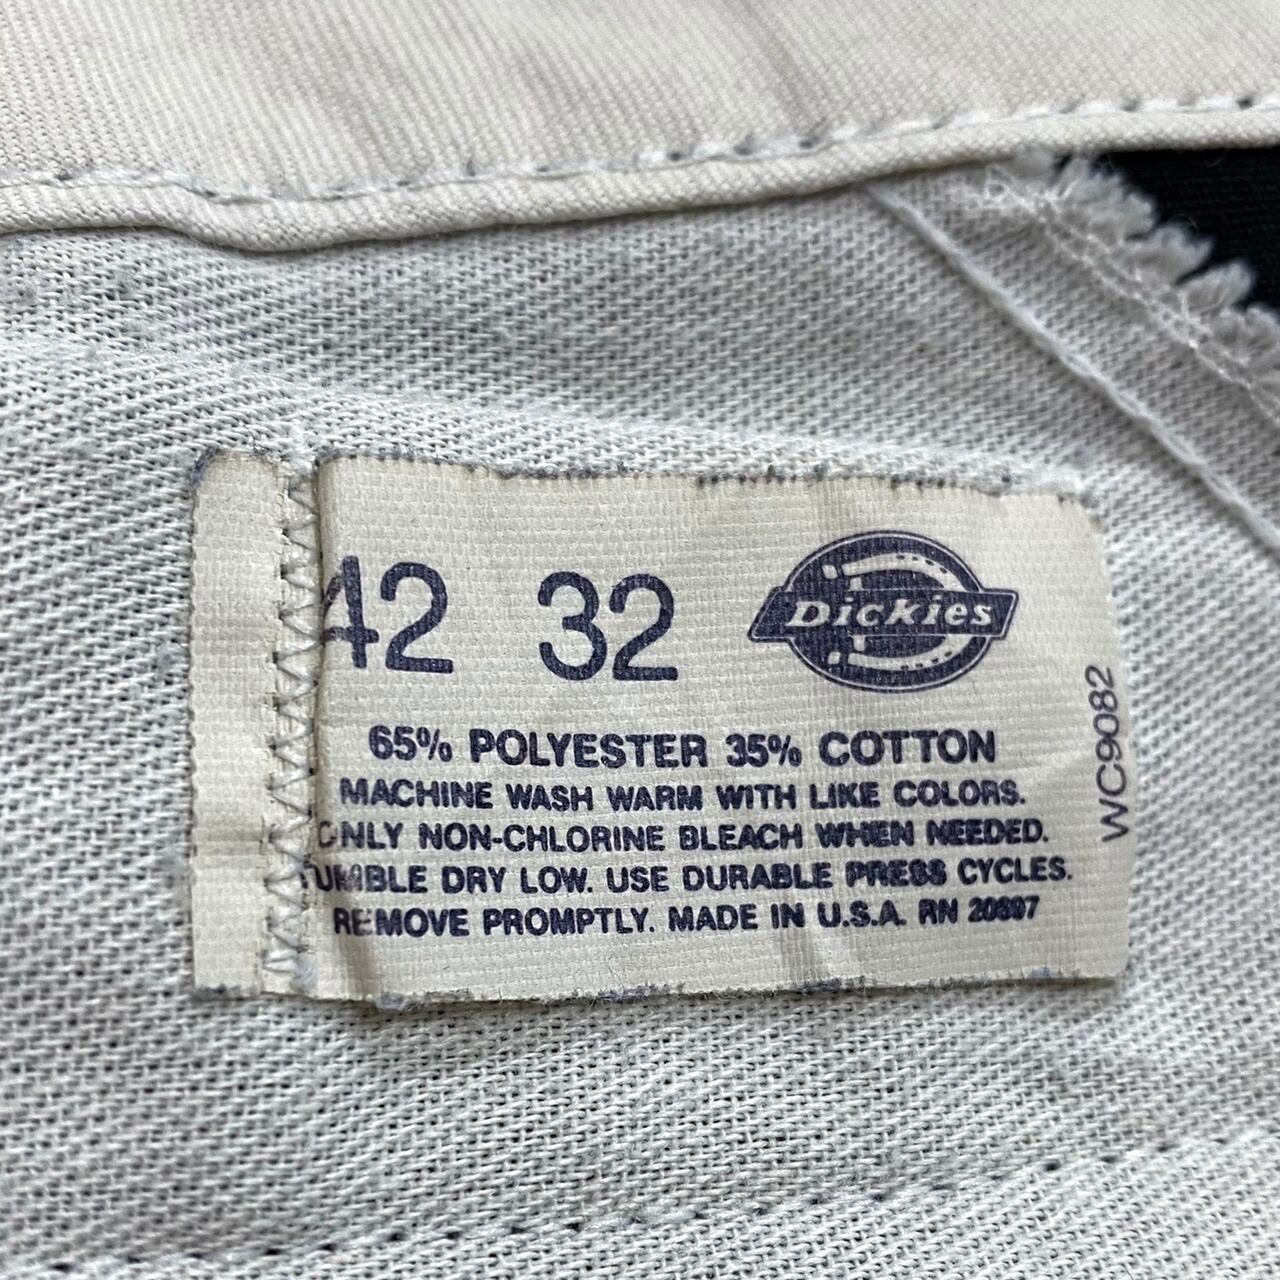 42 32 Dickies
65% POLYESTER 35% COTTON
MACHINE WASH WARM WITH LIKE COLORS.
ONLY NON-CHLORINE BLEACH WHEN NEEDED.
TUMBLE DRY LOW. USE DURABLE PRESS CYCLES.
REMOVE PROMPTLY. MADE IN U.S.A. RN 20697
WC9082